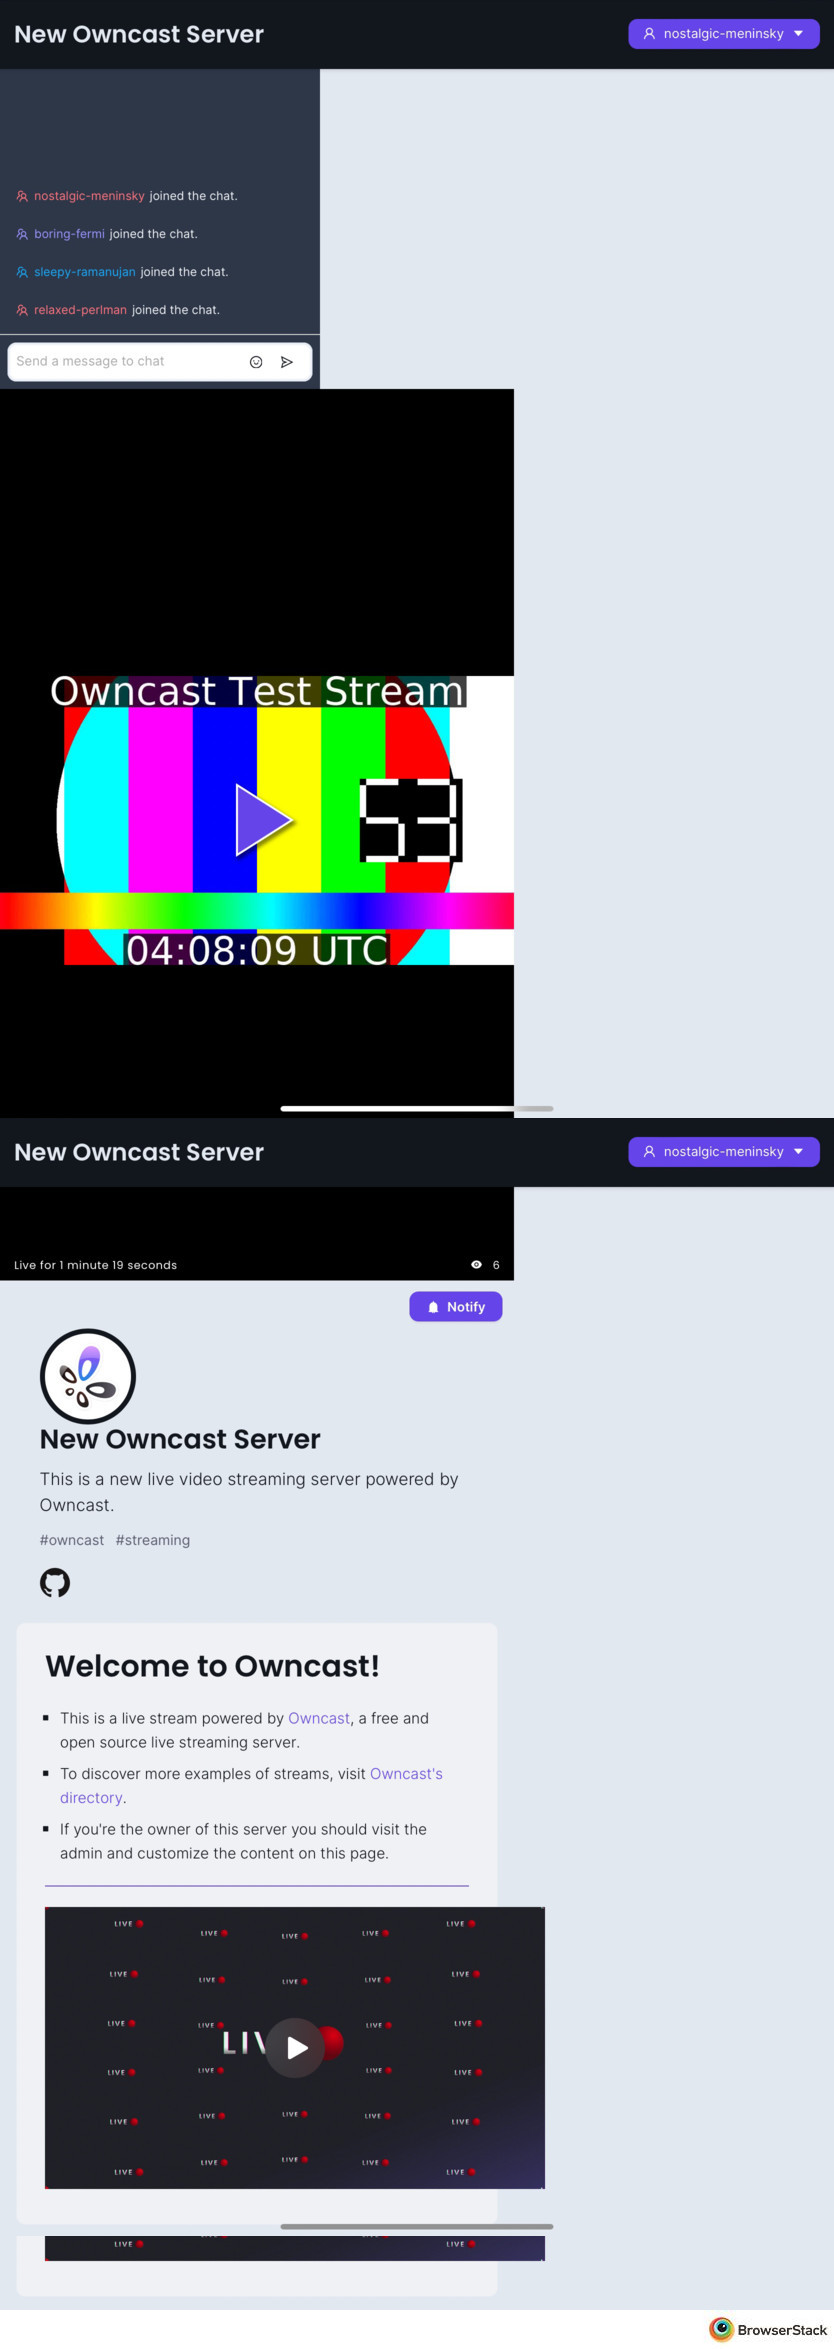 New Owncast Server
nostalgic-meninsky
nostalgic-meninsky joined the chat.
boring-fermi joined the chat.
sleepy-ramanujan joined the chat.
relaxed-perlman joined the chat.
Send a message to chat
Owncast Test Stream
53
04:08:09 UTC
New Owncast Server
nostalgic-meninsky
Live for 1 minute 19 seconds
6
Notify
New Owncast Server
This is a new live video streaming server powered by
Owncast.
#owncast #streaming
Welcome to Owncast!
This is a live stream powered by Owncast, a free and
open source live streaming server.
To discover more examples of streams, visit Owncast's
directory.
If you're the owner of this server you should visit the
admin and customize the content on this page.
LIVE LIVE LIVE LIVE LIVE
LIVE LIVE LIVE LIVE LIVE
LIVE LIVE LIVE LIVE
LIV
LIVE LIVE LIVE LIVE
LIVE LIVE LIVE LIVE LIVE
LIVE LIVE LIVE LIVE LIVE
LIVE LIVE
BrowserStack